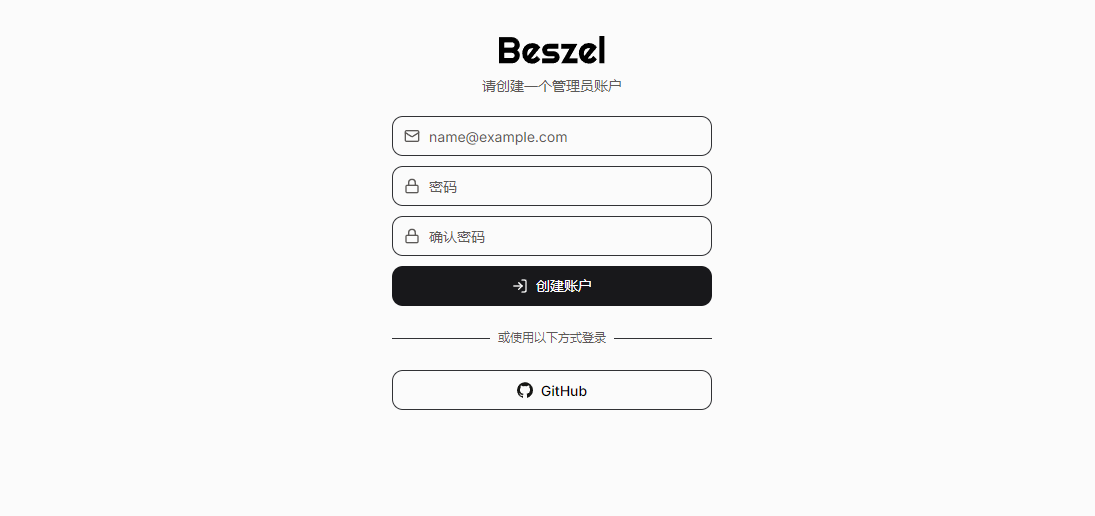 Beszel
请创建一个管理员账户
name@example.com
密码
确认密码
创建账户
或使用以下方式登录
GitHub